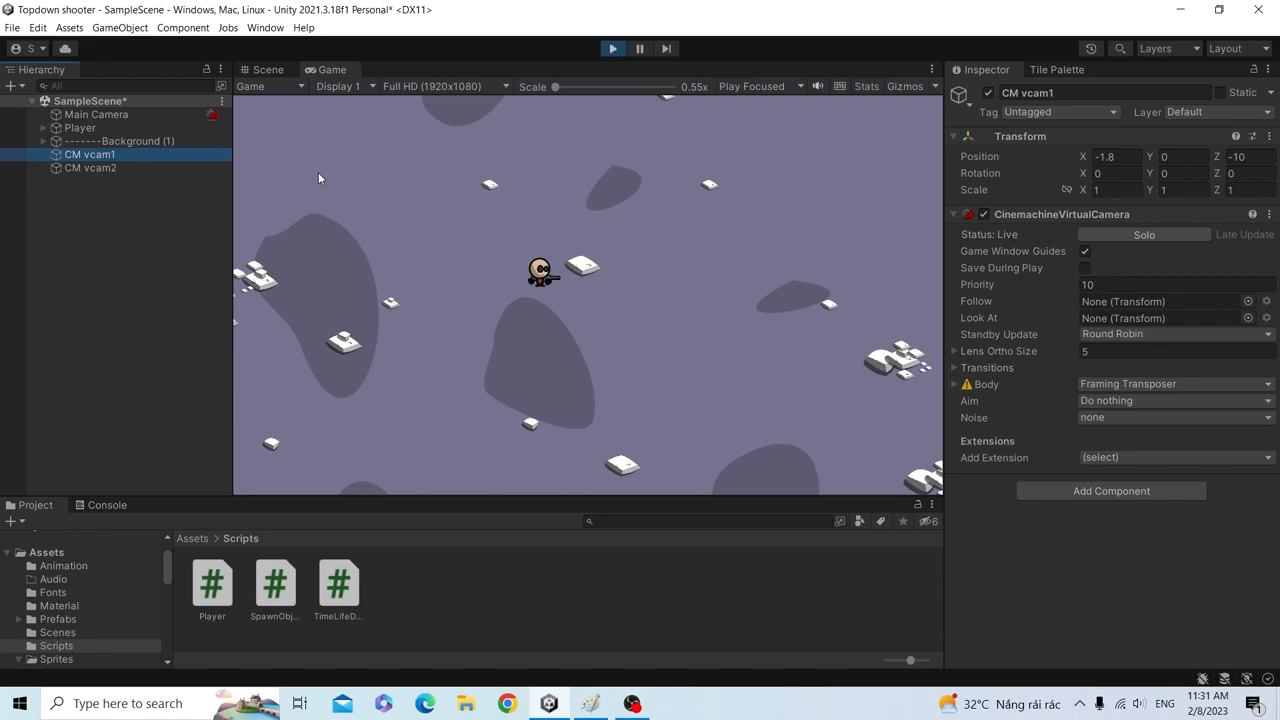 Topdown shooter - SampleScene - Windows, Mac, Linux - Unity 2021.3.18f1 Personal* <DX11>
File Edit Assets GameObject Component Jobs Window Help
S Layers Layout
Hierarchy Scene Game Inspector Tile Palette
All Game Display 1 Full HD (1920x1080) Scale 0.55x Play Focused Stats Gizmos
CM vcam1 Static
SampleScene*
Main Camera
Player
-------Background (1)
CM vcam1
CM vcam2
Tag Untagged Layer Default
Transform
Position X -1.8 Y 0 Z -10
Rotation X 0 Y 0 Z 0
Scale X 1 Y 1 Z 1
CinemachineVirtualCamera
Status: Live Solo Late Update
Game Window Guides
Save During Play
Priority 10
Follow None (Transform)
Look At None (Transform)
Standby Update Round Robin
Lens Ortho Size 5
Transitions
Body Framing Transposer
Aim Do nothing
Noise none
Extensions
Add Extension (select)
Add Component
Project Console
6
Assets > Scripts
Assets
Animation
Audio
Fonts
Material
Prefabs
Scenes
Scripts
Sprites
Player SpawnObj... TimeLifeD...
Type here to search
32°C Nắng rải rác ENG 11:31 AM
2/8/2023
1